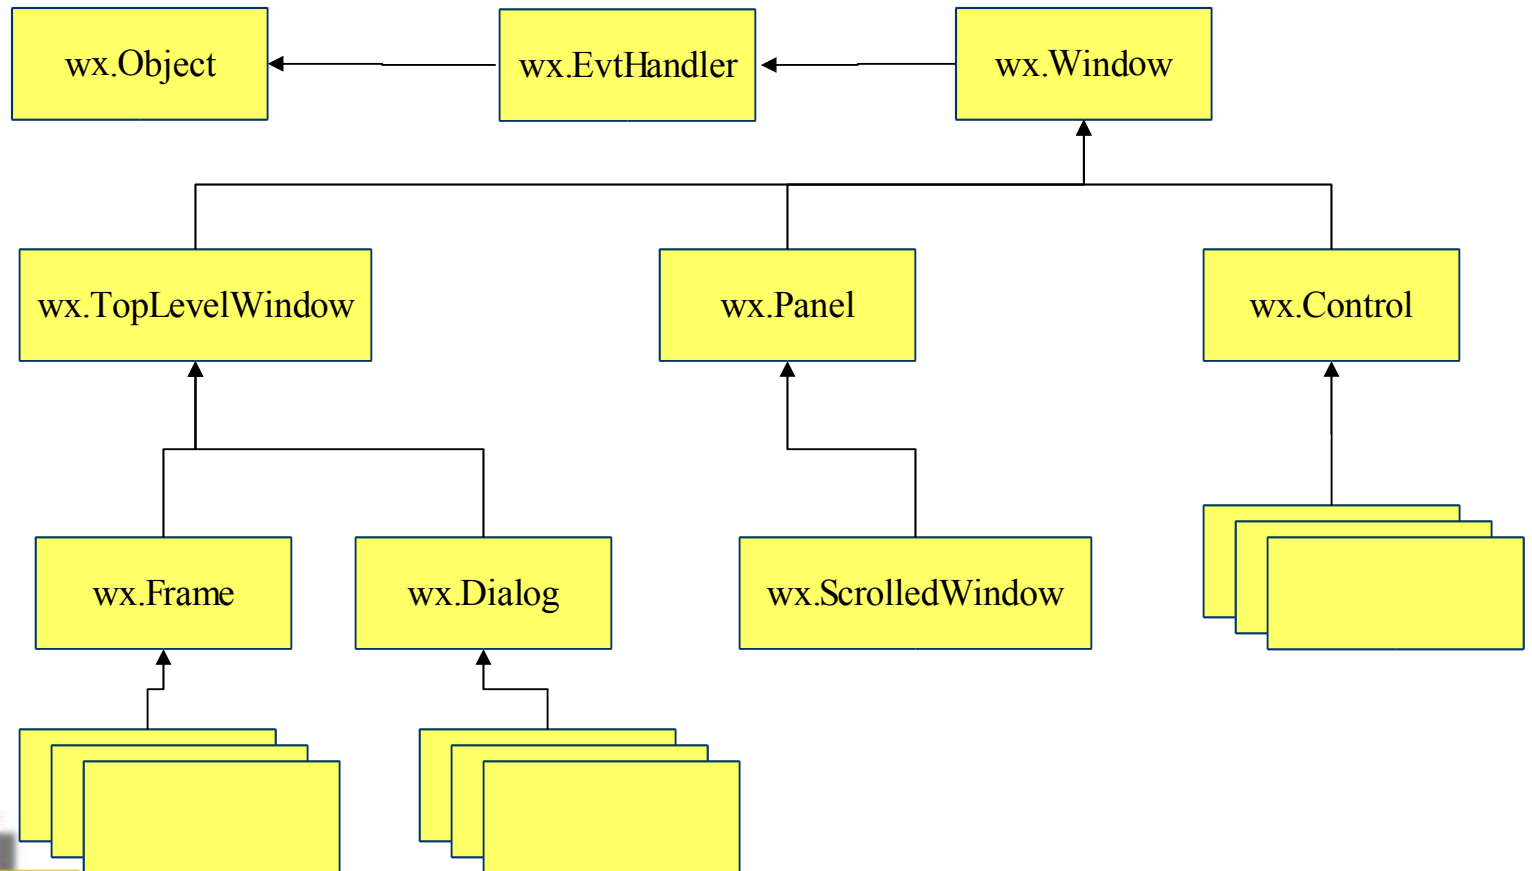 wx.Object
wx.EvtHandler
wx.Window
wx.TopLevelWindow
wx.Panel
wx.Control
wx.Frame
wx.Dialog
wx.ScrolledWindow